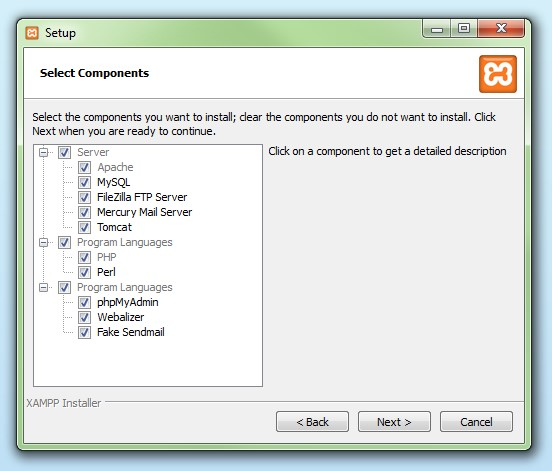 Setup
Select Components
Select the components you want to install; clear the components you do not want to install. Click
Next when you are ready to continue.
Server
Apache
MySQL
FileZilla FTP Server
Mercury Mail Server
Tomcat
Program Languages
PHP
Perl
Program Languages
phpMyAdmin
Webalizer
Fake Sendmail
Click on a component to get a detailed description
XAMPP Installer
< Back
Next >
Cancel